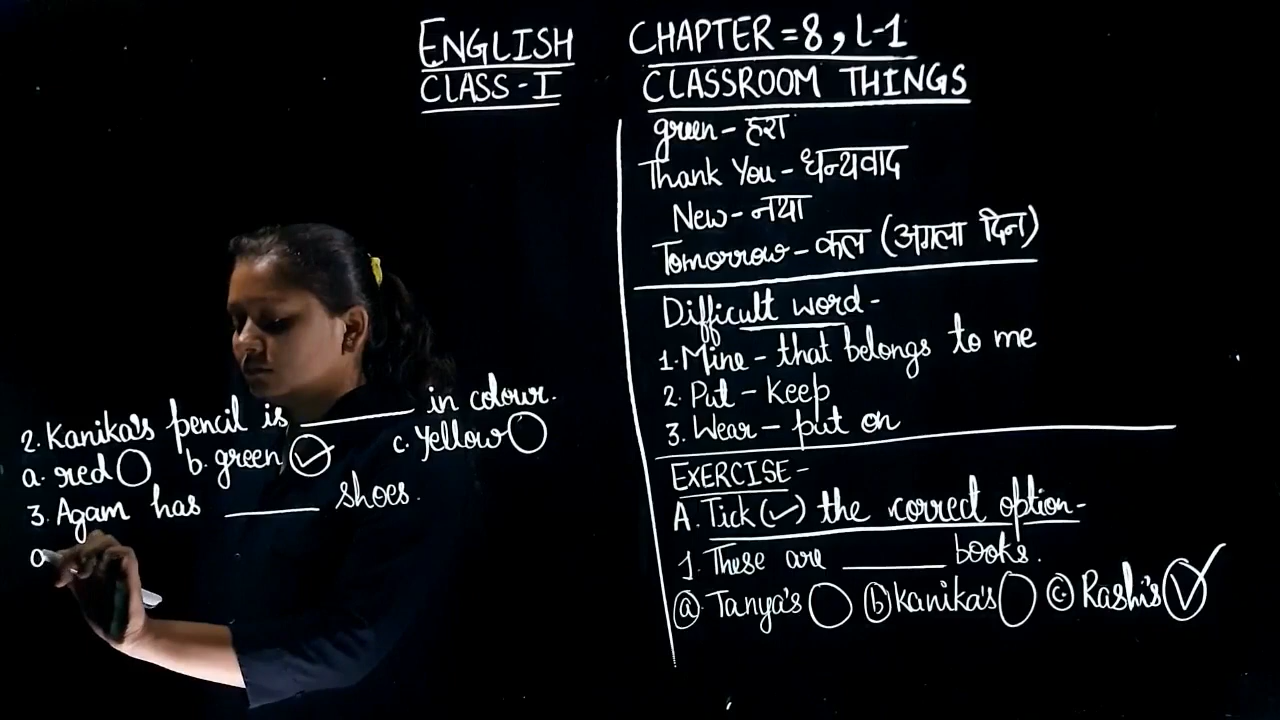 ENGLISH
CLASS-I
CHAPTER=8, L-1
CLASSROOM THINGS
green - हरा
Thank You - धन्यवाद
New - नया
Tomorrow - कल (अगला दिन)
Difficult word -
1. Mine - that belongs to me
2. Put - Keep
3. Wear - put on
EXERCISE -
A. Tick (✓) the correct option-
1. These are ______ books.
ⓐ. Tanya's ◯ ⓑ Kanika's ◯ ⓒ Rashi's ✓
2. Kanika's pencil is ______ in colour.
a. red ◯ b. green ✓ c. Yellow ◯
3. Agam has ______ shoes.
a